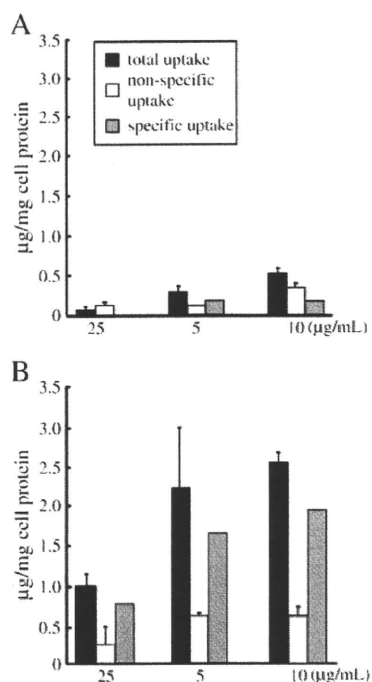 A
3.5
3.0
2.5
2.0
1.5
1.0
0.5
0
µg/mg cell protein
total uptake
non-specific
uptake
specific uptake
25
5
10 (µg/mL)
B
3.5
3.0
2.5
2.0
1.5
1.0
0.5
0
µg/mg cell protein
25
5
10 (µg/mL)